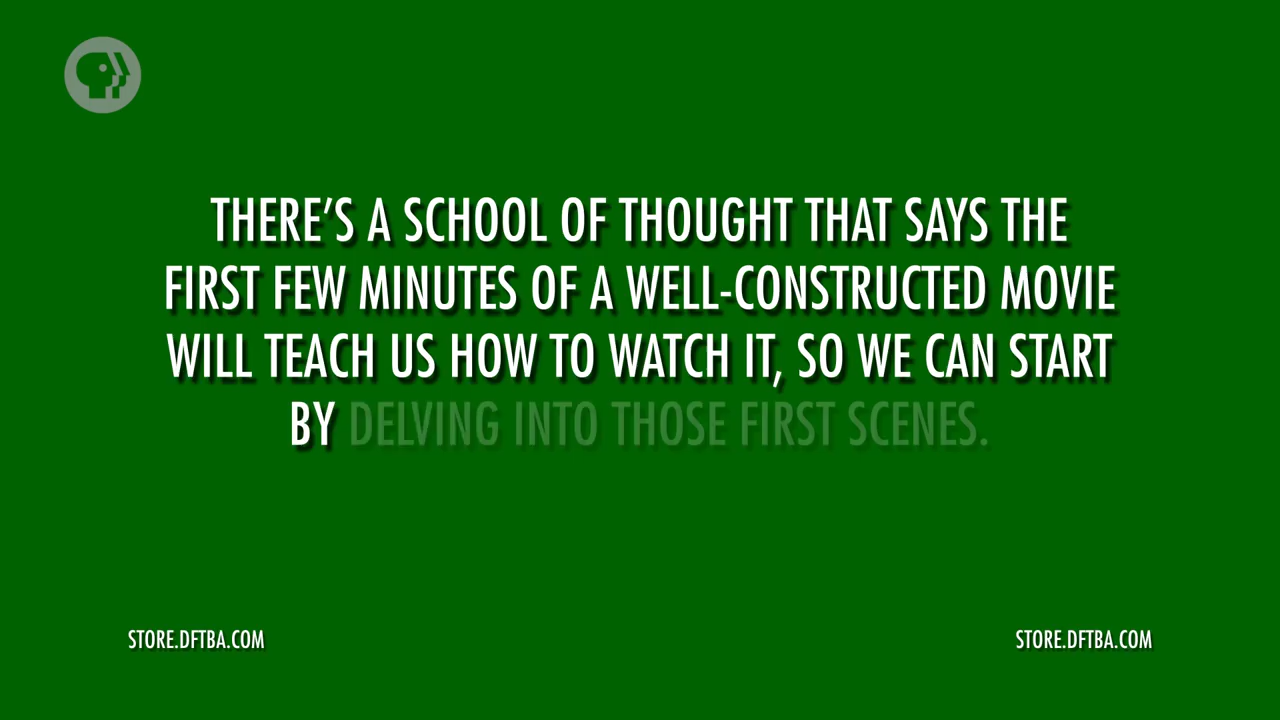 THERE’S A SCHOOL OF THOUGHT THAT SAYS THE
FIRST FEW MINUTES OF A WELL-CONSTRUCTED MOVIE
WILL TEACH US HOW TO WATCH IT, SO WE CAN START
BY DELVING INTO THOSE FIRST SCENES.
STORE.DFTBA.COM
STORE.DFTBA.COM